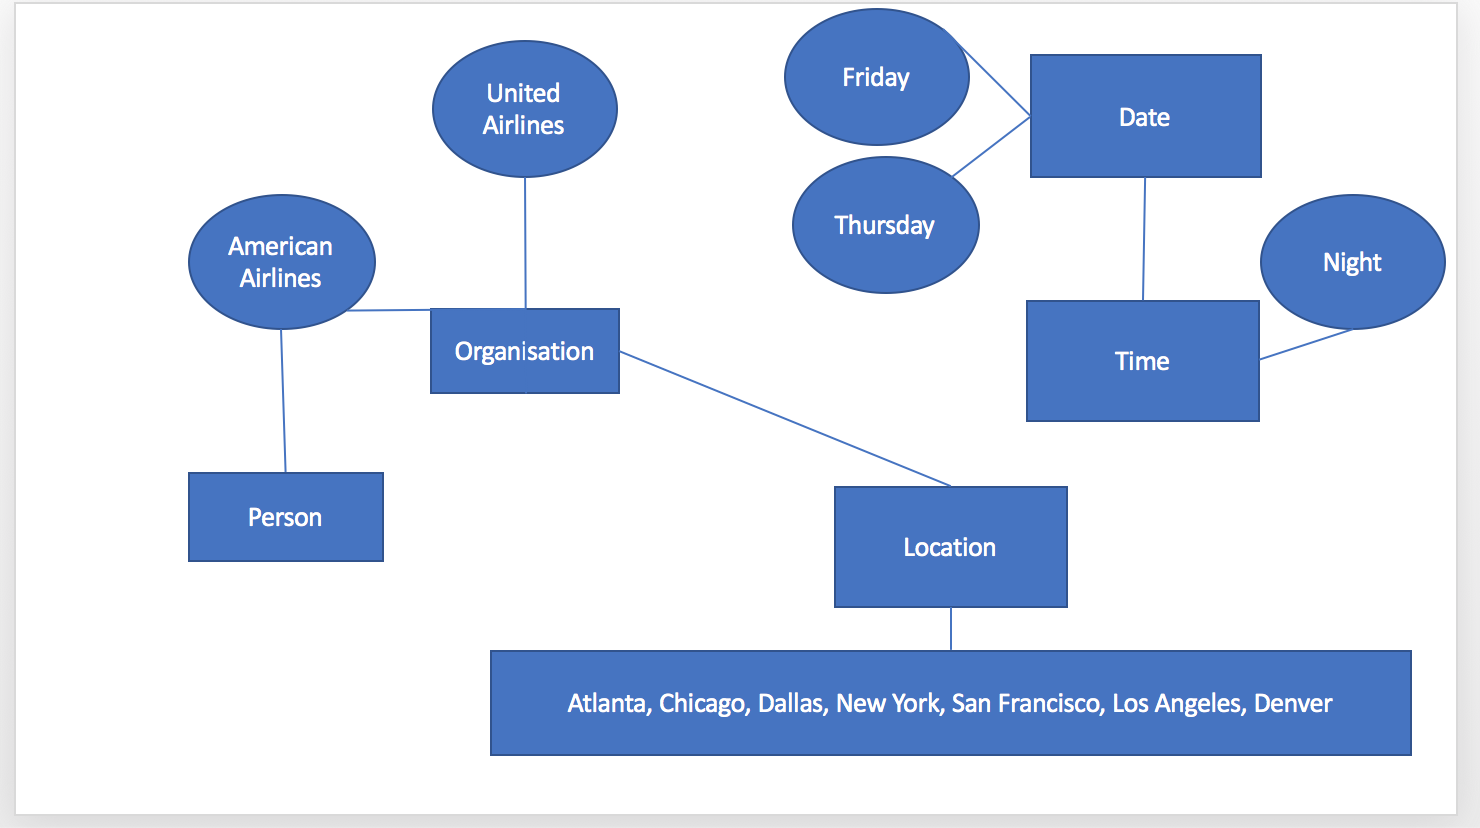 United
Airlines
Friday
Date
Thursday
American
Airlines
Night
Organisation
Time
Person
Location
Atlanta, Chicago, Dallas, New York, San Francisco, Los Angeles, Denver